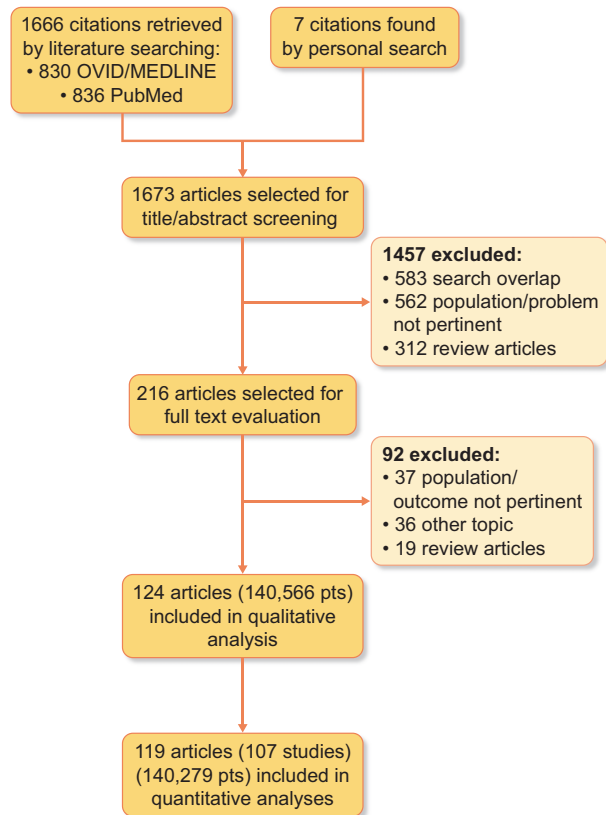 1666 citations retrieved
by literature searching:
• 830 OVID/MEDLINE
• 836 PubMed
7 citations found
by personal search
1673 articles selected for
title/abstract screening
1457 excluded:
• 583 search overlap
• 562 population/problem
not pertinent
• 312 review articles
216 articles selected for
full text evaluation
92 excluded:
• 37 population/
outcome not pertinent
• 36 other topic
• 19 review articles
124 articles (140,566 pts)
included in qualitative
analysis
119 articles (107 studies)
(140,279 pts) included in
quantitative analyses